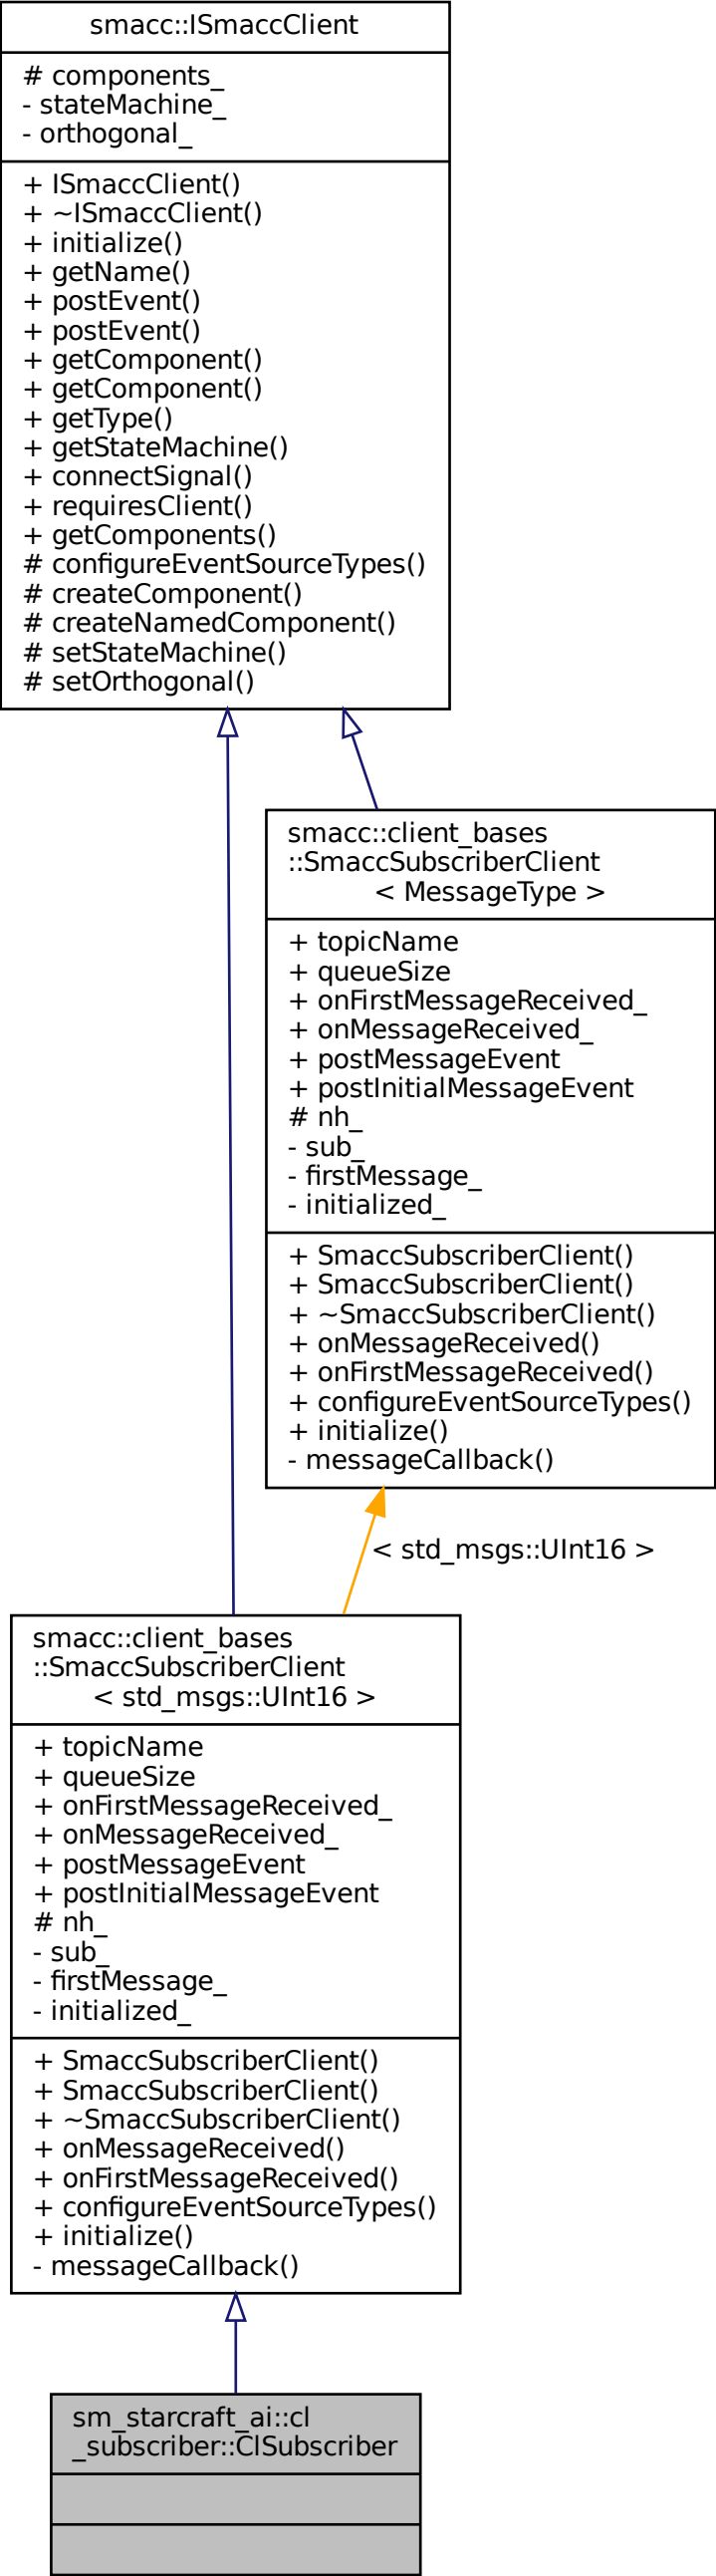 smacc::ISmaccClient
# components_
- stateMachine_
- orthogonal_
+ ISmaccClient()
+ ~ISmaccClient()
+ initialize()
+ getName()
+ postEvent()
+ postEvent()
+ getComponent()
+ getComponent()
+ getType()
+ getStateMachine()
+ connectSignal()
+ requiresClient()
+ getComponents()
# configureEventSourceTypes()
# createComponent()
# createNamedComponent()
# setStateMachine()
# setOrthogonal()
smacc::client_bases
::SmaccSubscriberClient
< MessageType >
+ topicName
+ queueSize
+ onFirstMessageReceived_
+ onMessageReceived_
+ postMessageEvent
+ postInitialMessageEvent
# nh_
- sub_
- firstMessage_
- initialized_
+ SmaccSubscriberClient()
+ SmaccSubscriberClient()
+ ~SmaccSubscriberClient()
+ onMessageReceived()
+ onFirstMessageReceived()
+ configureEventSourceTypes()
+ initialize()
- messageCallback()
< std_msgs::UInt16 >
smacc::client_bases
::SmaccSubscriberClient
< std_msgs::UInt16 >
+ topicName
+ queueSize
+ onFirstMessageReceived_
+ onMessageReceived_
+ postMessageEvent
+ postInitialMessageEvent
# nh_
- sub_
- firstMessage_
- initialized_
+ SmaccSubscriberClient()
+ SmaccSubscriberClient()
+ ~SmaccSubscriberClient()
+ onMessageReceived()
+ onFirstMessageReceived()
+ configureEventSourceTypes()
+ initialize()
- messageCallback()
sm_starcraft_ai::cl
_subscriber::ClSubscriber